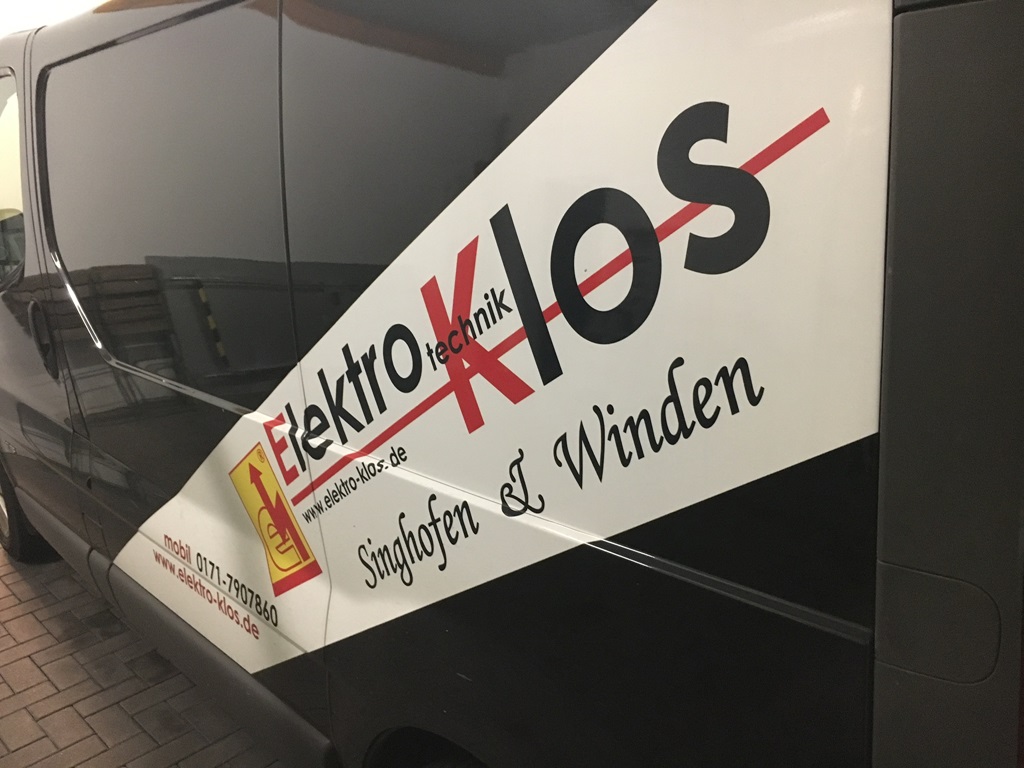 Elektro technik Klos
www.elektro-klos.de
Singhofen & Winden
e
®
mobil 0171-7907860
www.elektro-klos.de